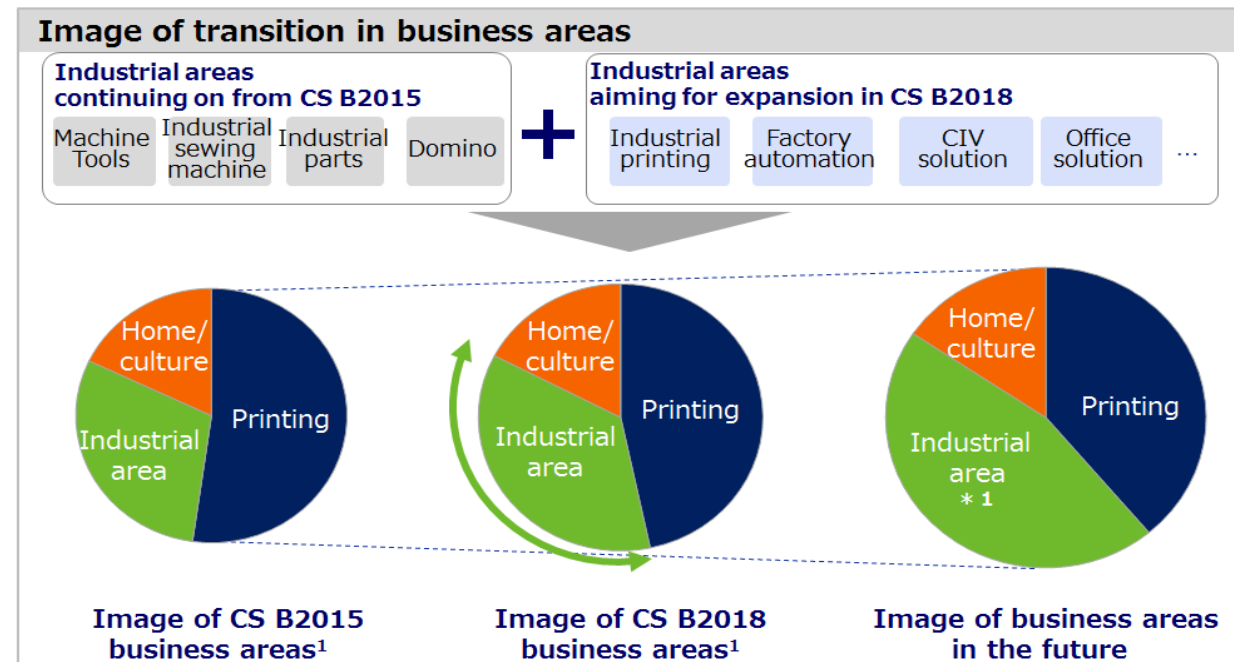 Image of transition in business areas
Industrial areas
continuing on from CS B2015
Machine
Tools
Industrial
sewing
machine
Industrial
parts
Domino
+
Industrial areas
aiming for expansion in CS B2018
Industrial
printing
Factory
automation
CIV
solution
Office
solution
…
Home/
culture
Printing
Industrial
area
Home/
culture
Printing
Industrial
area
Home/
culture
Printing
Industrial
area
* 1
Image of CS B2015
business areas¹
Image of CS B2018
business areas¹
Image of business areas
in the future